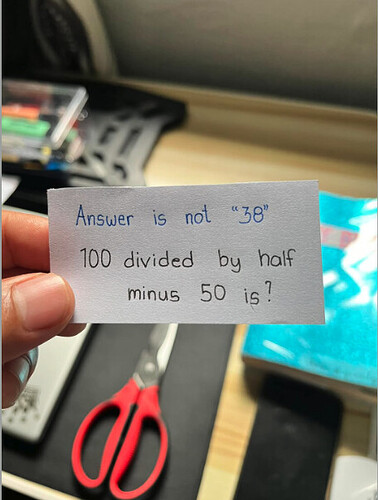 Answer is not "38"
100 divided by half
minus 50 is?